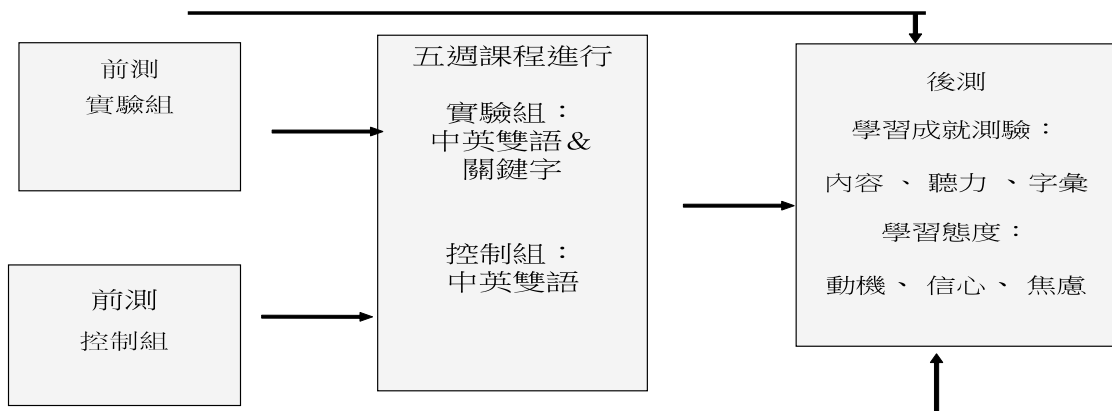 前測
實驗組
前測
控制組
五週課程進行
實驗組：
中英雙語&
關鍵字
控制組：
中英雙語
後測
學習成就測驗：
內容、聽力、字彙
學習態度：
動機、信心、焦慮